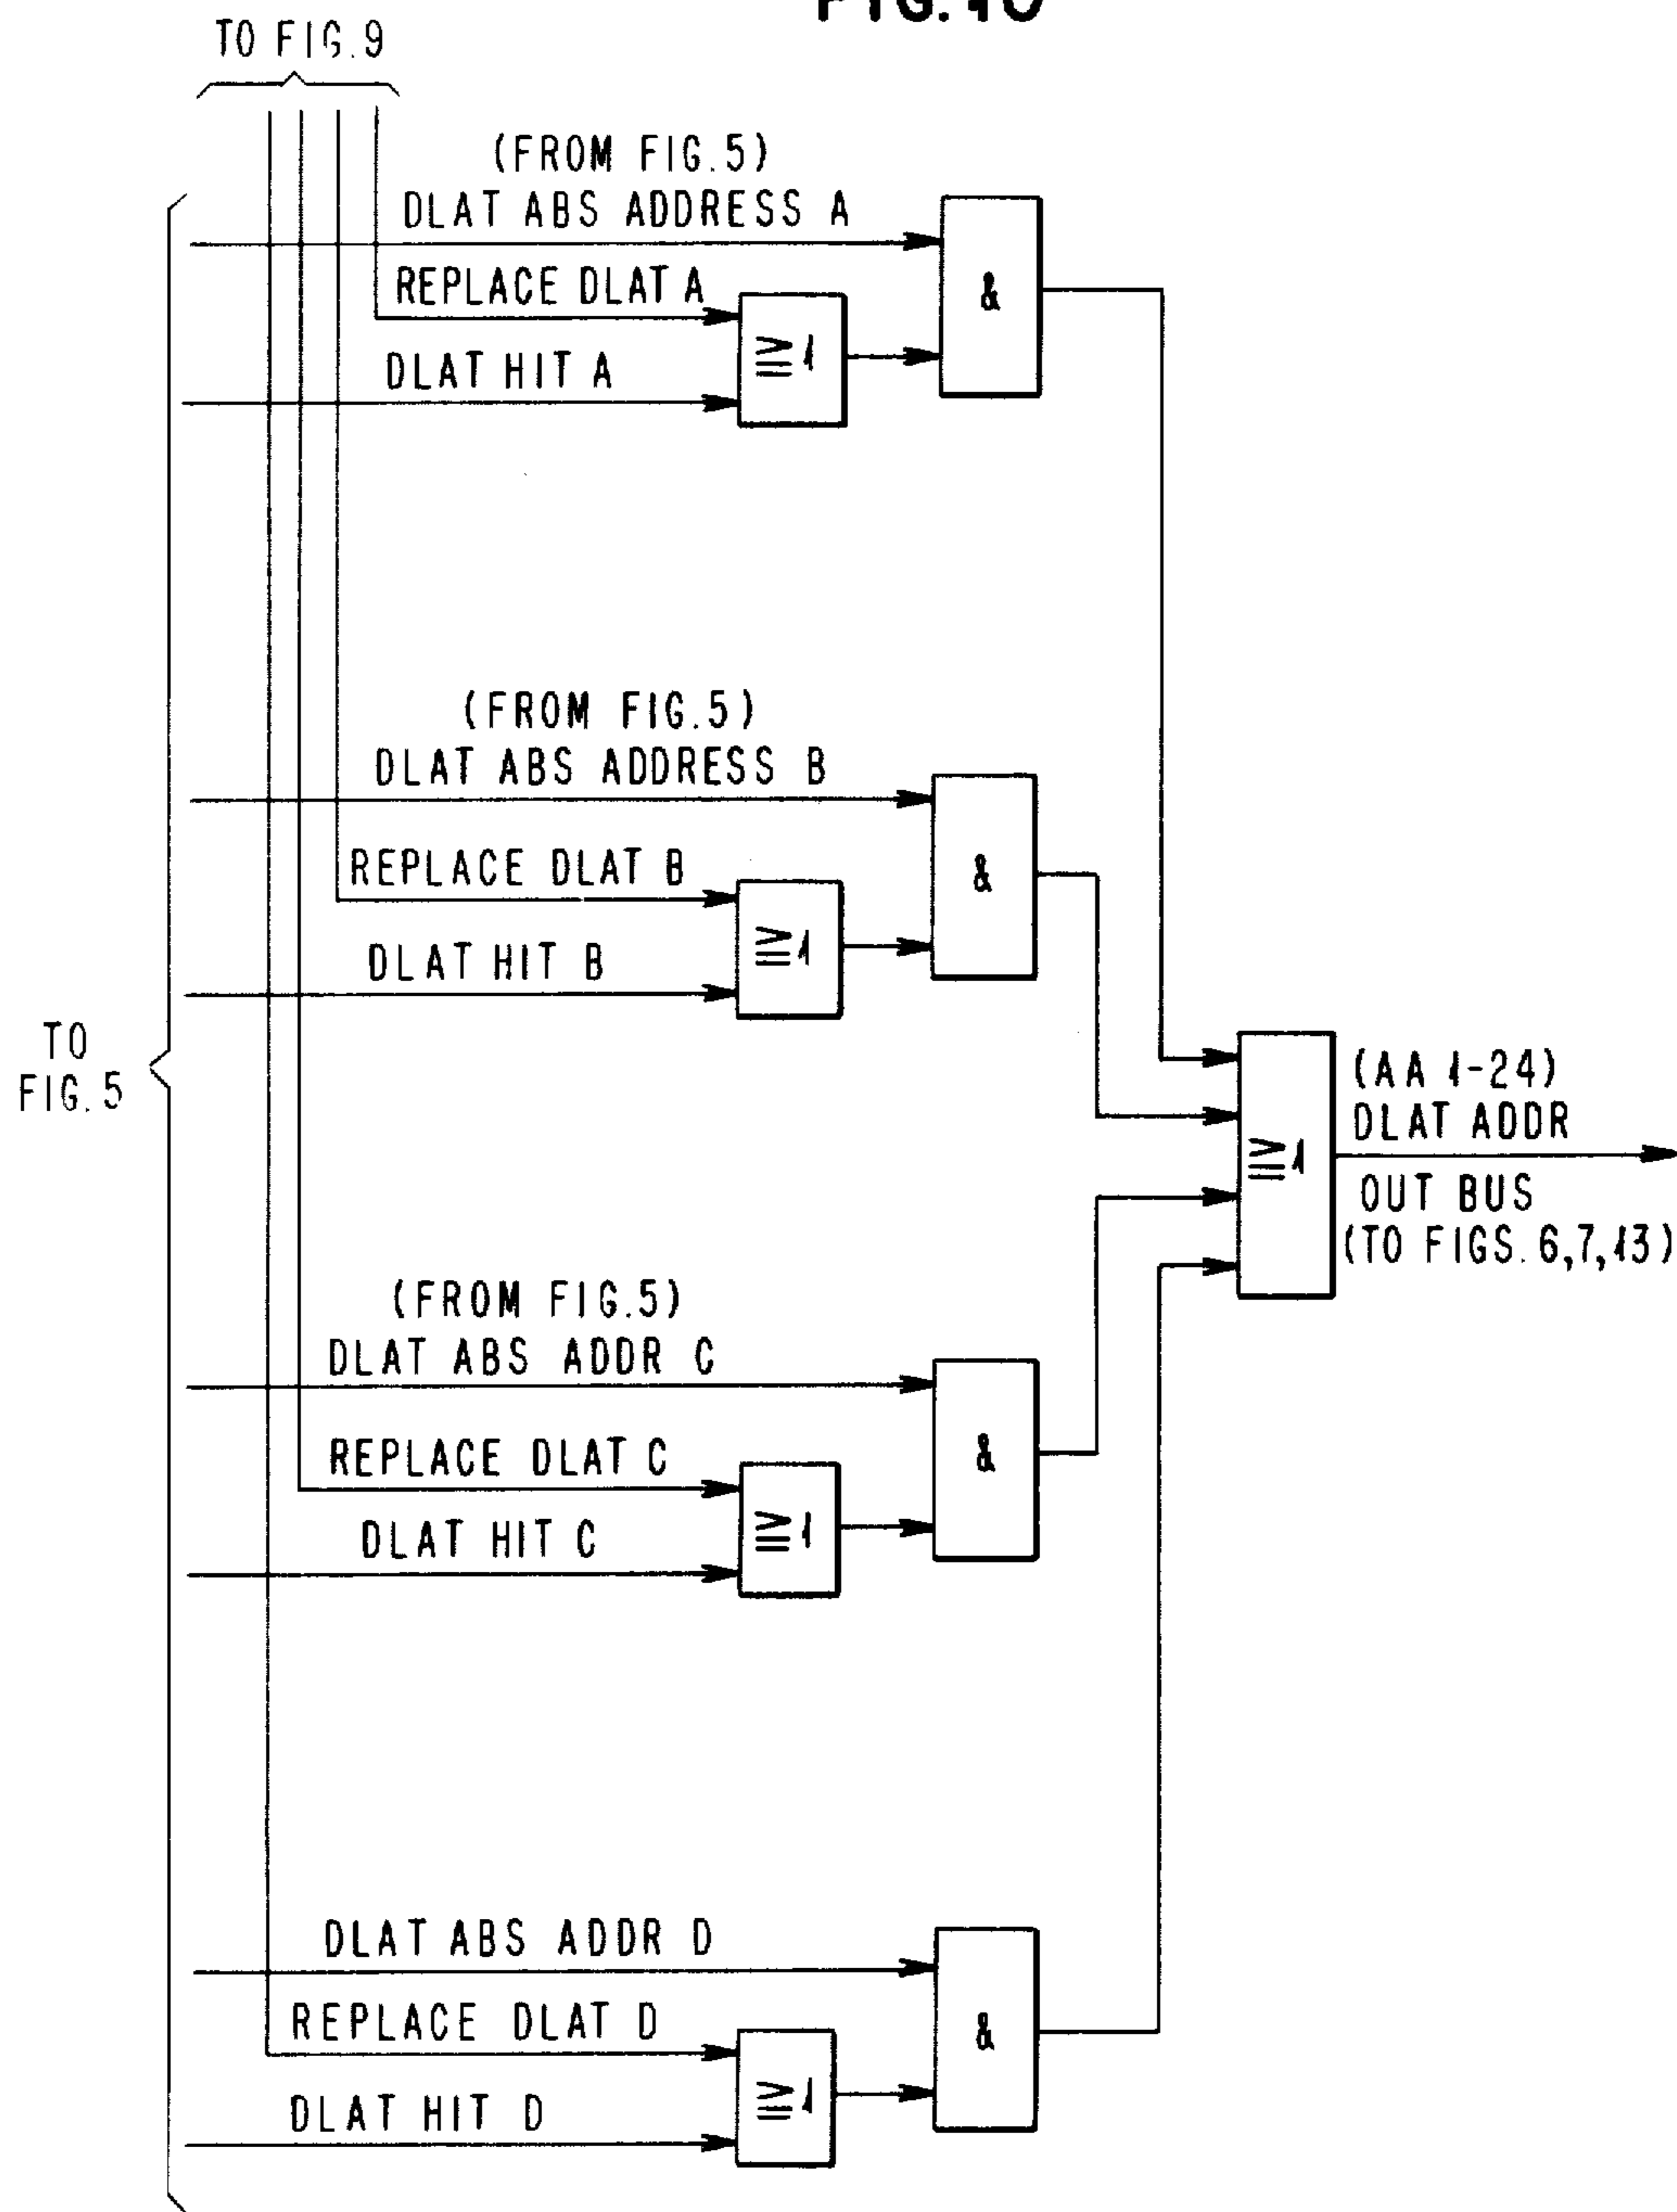 FIG. 10
TO FIG. 9
(FROM FIG. 5)
DLAT ABS ADDRESS A
REPLACE DLAT A
DLAT HIT A
&
≧1
(FROM FIG. 5)
DLAT ABS ADDRESS B
REPLACE DLAT B
DLAT HIT B
&
≧1
TO
FIG. 5
(AA 1-24)
DLAT ADDR
OUT BUS
(TO FIGS. 6,7,13)
≧1
(FROM FIG. 5)
DLAT ABS ADDR C
REPLACE DLAT C
DLAT HIT C
&
≧1
DLAT ABS ADDR D
REPLACE DLAT D
DLAT HIT D
&
≧1